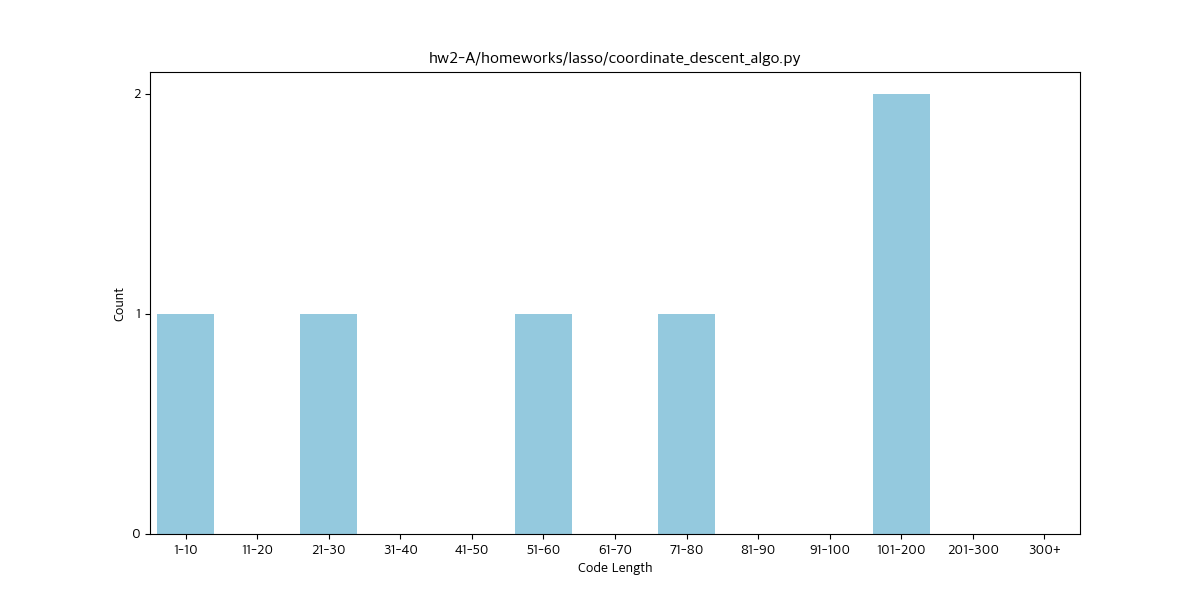 hw2-A/homeworks/lasso/coordinate_descent_algo.py
2
1
0
Count
1-10 11-20 21-30 31-40 41-50 51-60 61-70 71-80 81-90 91-100 101-200 201-300 300+
Code Length